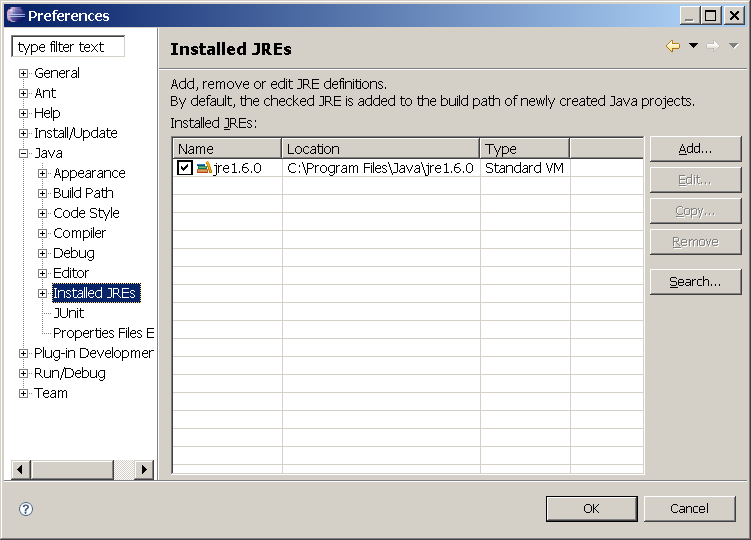 Preferences
type filter text
General
Ant
Help
Install/Update
Java
Appearance
Build Path
Code Style
Compiler
Debug
Editor
Installed JREs
JUnit
Properties Files E
Plug-in Developmer
Run/Debug
Team
Installed JREs
Add, remove or edit JRE definitions.
By default, the checked JRE is added to the build path of newly created Java projects.
Installed JREs:
Name Location Type
jre1.6.0 C:\Program Files\Java\jre1.6.0 Standard VM
Add...
Edit...
Copy...
Remove
Search...
?
OK Cancel